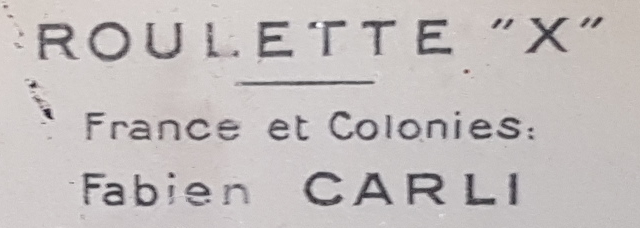 ROULETTE "X"
France et Colonies:
Fabien CARLI